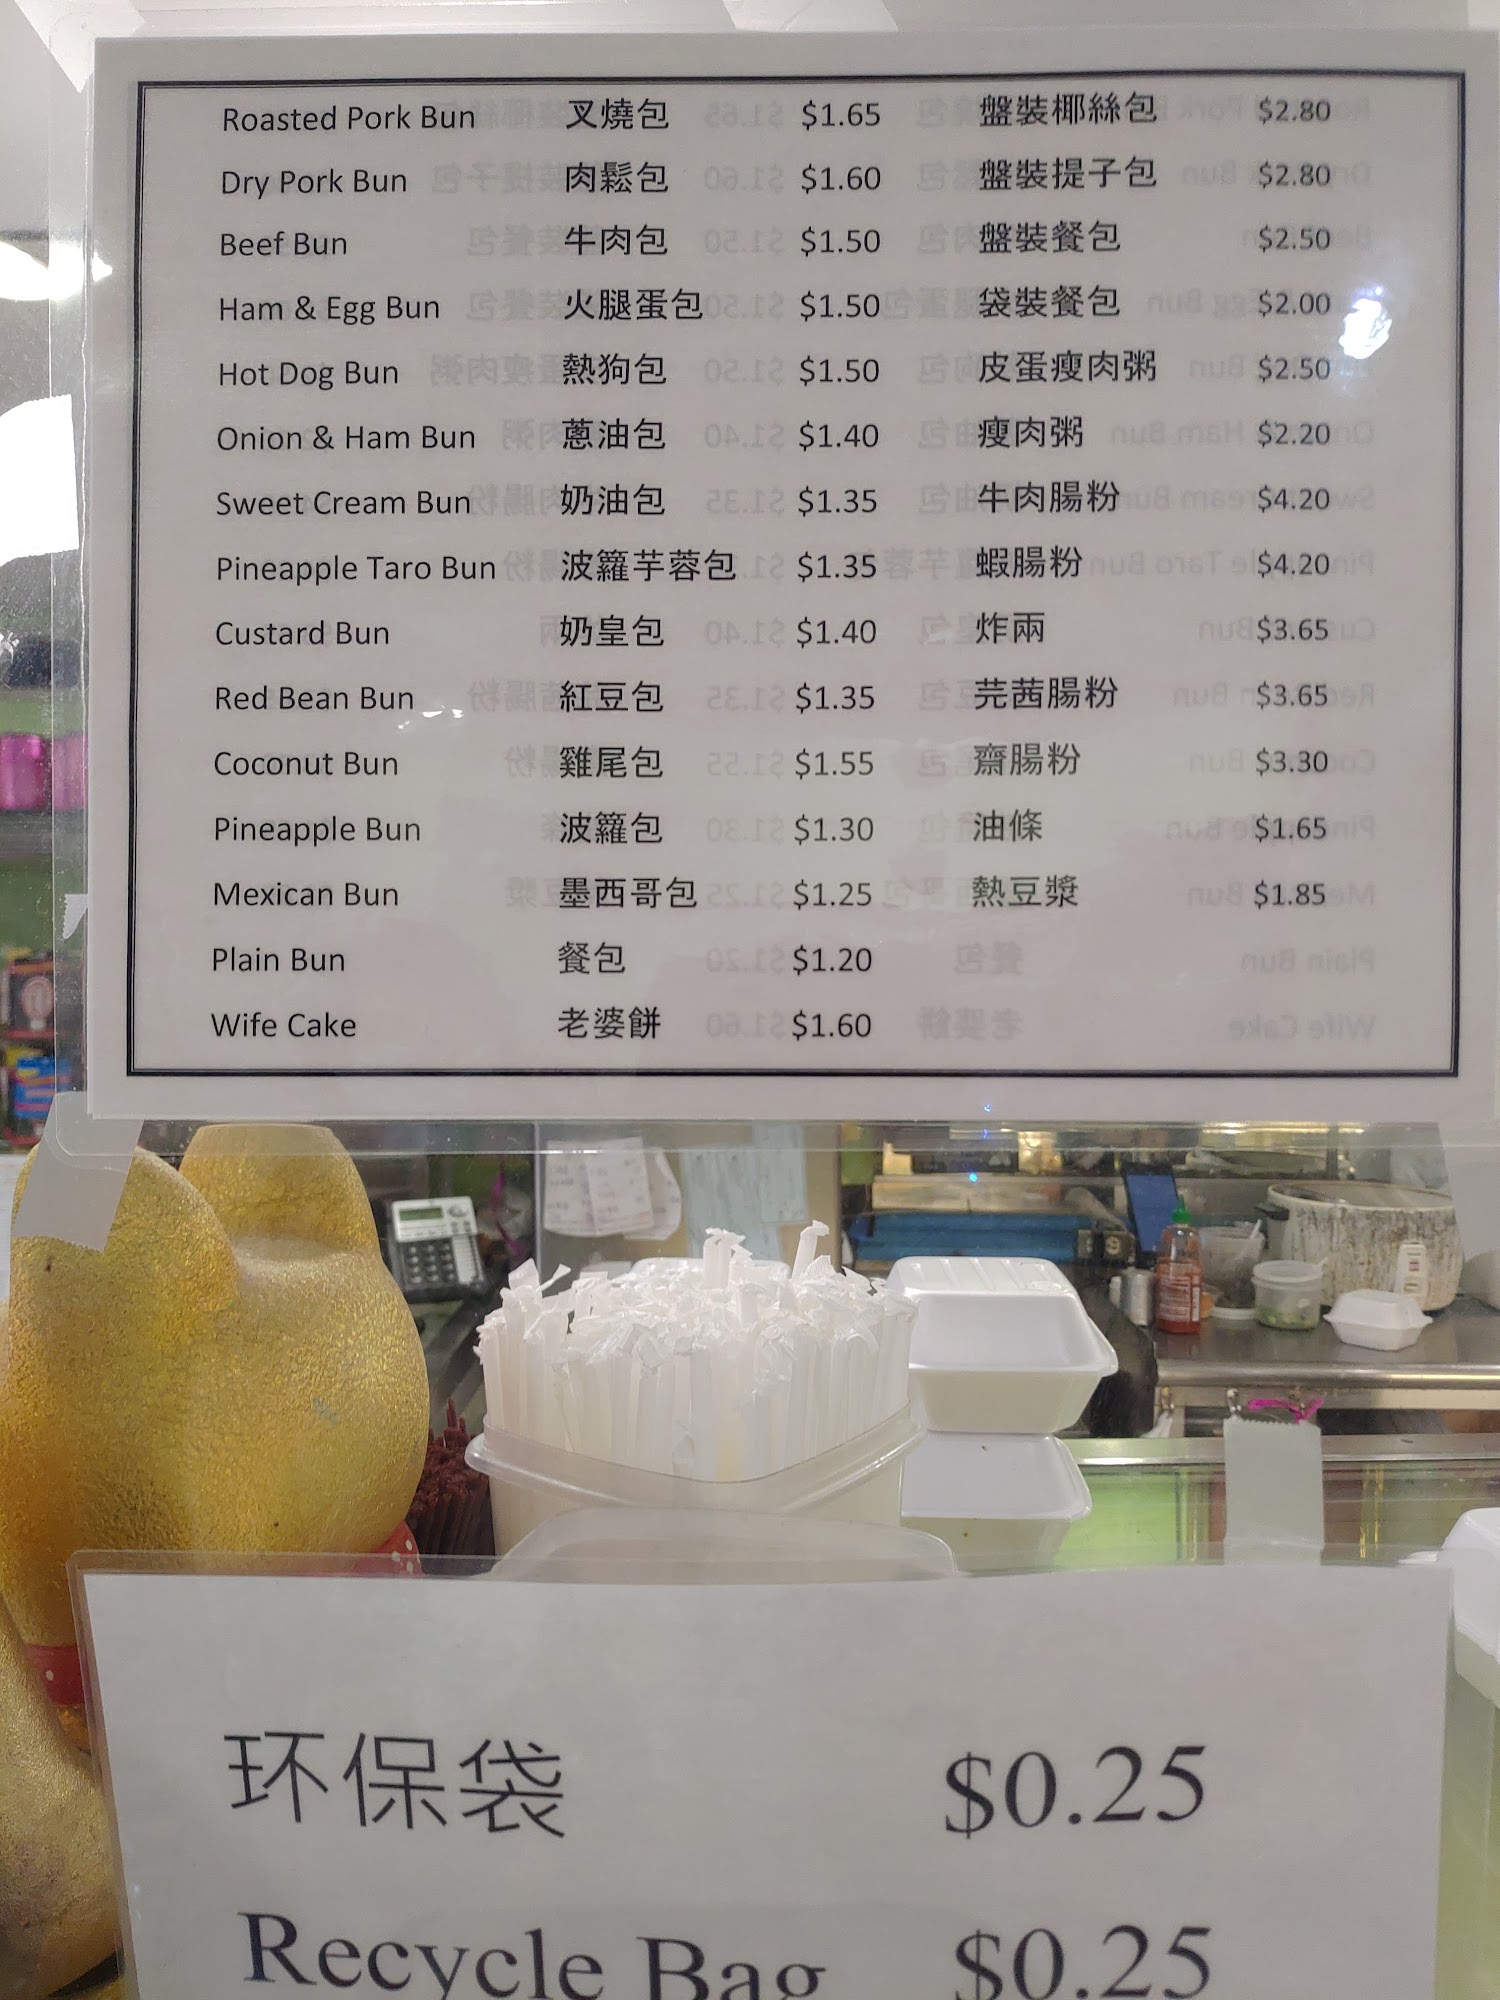 Roasted Pork Bun 叉燒包 $1.65 盤裝椰絲包 $2.80
Dry Pork Bun 肉鬆包 $1.60 盤裝提子包 $2.80
Beef Bun 牛肉包 $1.50 盤裝餐包 $2.50
Ham & Egg Bun 火腿蛋包 $1.50 袋裝餐包 $2.00
Hot Dog Bun 熱狗包 $1.50 皮蛋瘦肉粥 $2.50
Onion & Ham Bun 蔥油包 $1.40 瘦肉粥 $2.20
Sweet Cream Bun 奶油包 $1.35 牛肉腸粉 $4.20
Pineapple Taro Bun 波籮芋蓉包 $1.35 蝦腸粉 $4.20
Custard Bun 奶皇包 $1.40 炸兩 $3.65
Red Bean Bun 紅豆包 $1.35 芫茜腸粉 $3.65
Coconut Bun 雞尾包 $1.55 齋腸粉 $3.30
Pineapple Bun 波籮包 $1.30 油條 $1.65
Mexican Bun 墨西哥包 $1.25 熱豆漿 $1.85
Plain Bun 餐包 $1.20
Wife Cake 老婆餅 $1.60
环保袋 $0.25
Recycle Bag $0.25